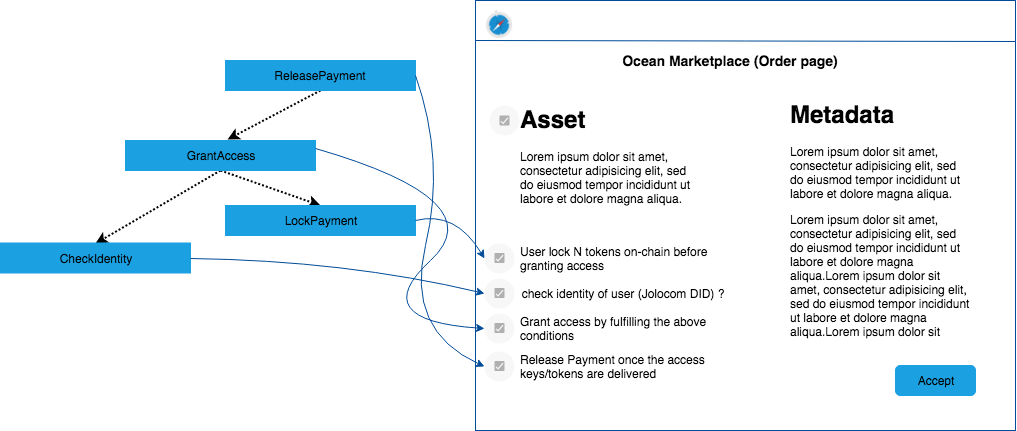 ReleasePayment
GrantAccess
LockPayment
CheckIdentity
Ocean Marketplace (Order page)
Asset
Lorem ipsum dolor sit amet,
consectetur adipisicing elit, sed
do eiusmod tempor incididunt ut
labore et dolore magna aliqua.
User lock N tokens on-chain before
granting access
check identity of user (Jolocom DID) ?
Grant access by fulfilling the above
conditions
Release Payment once the access
keys/tokens are delivered
Metadata
Lorem ipsum dolor sit amet,
consectetur adipisicing elit, sed
do eiusmod tempor incididunt ut
labore et dolore magna aliqua.
Lorem ipsum dolor sit amet,
consectetur adipisicing elit, sed
do eiusmod tempor incididunt ut
labore et dolore magna
aliqua.Lorem ipsum dolor sit
amet, consectetur adipisicing elit,
sed do eiusmod tempor incididunt
ut labore et dolore magna
aliqua.Lorem ipsum dolor sit
Accept